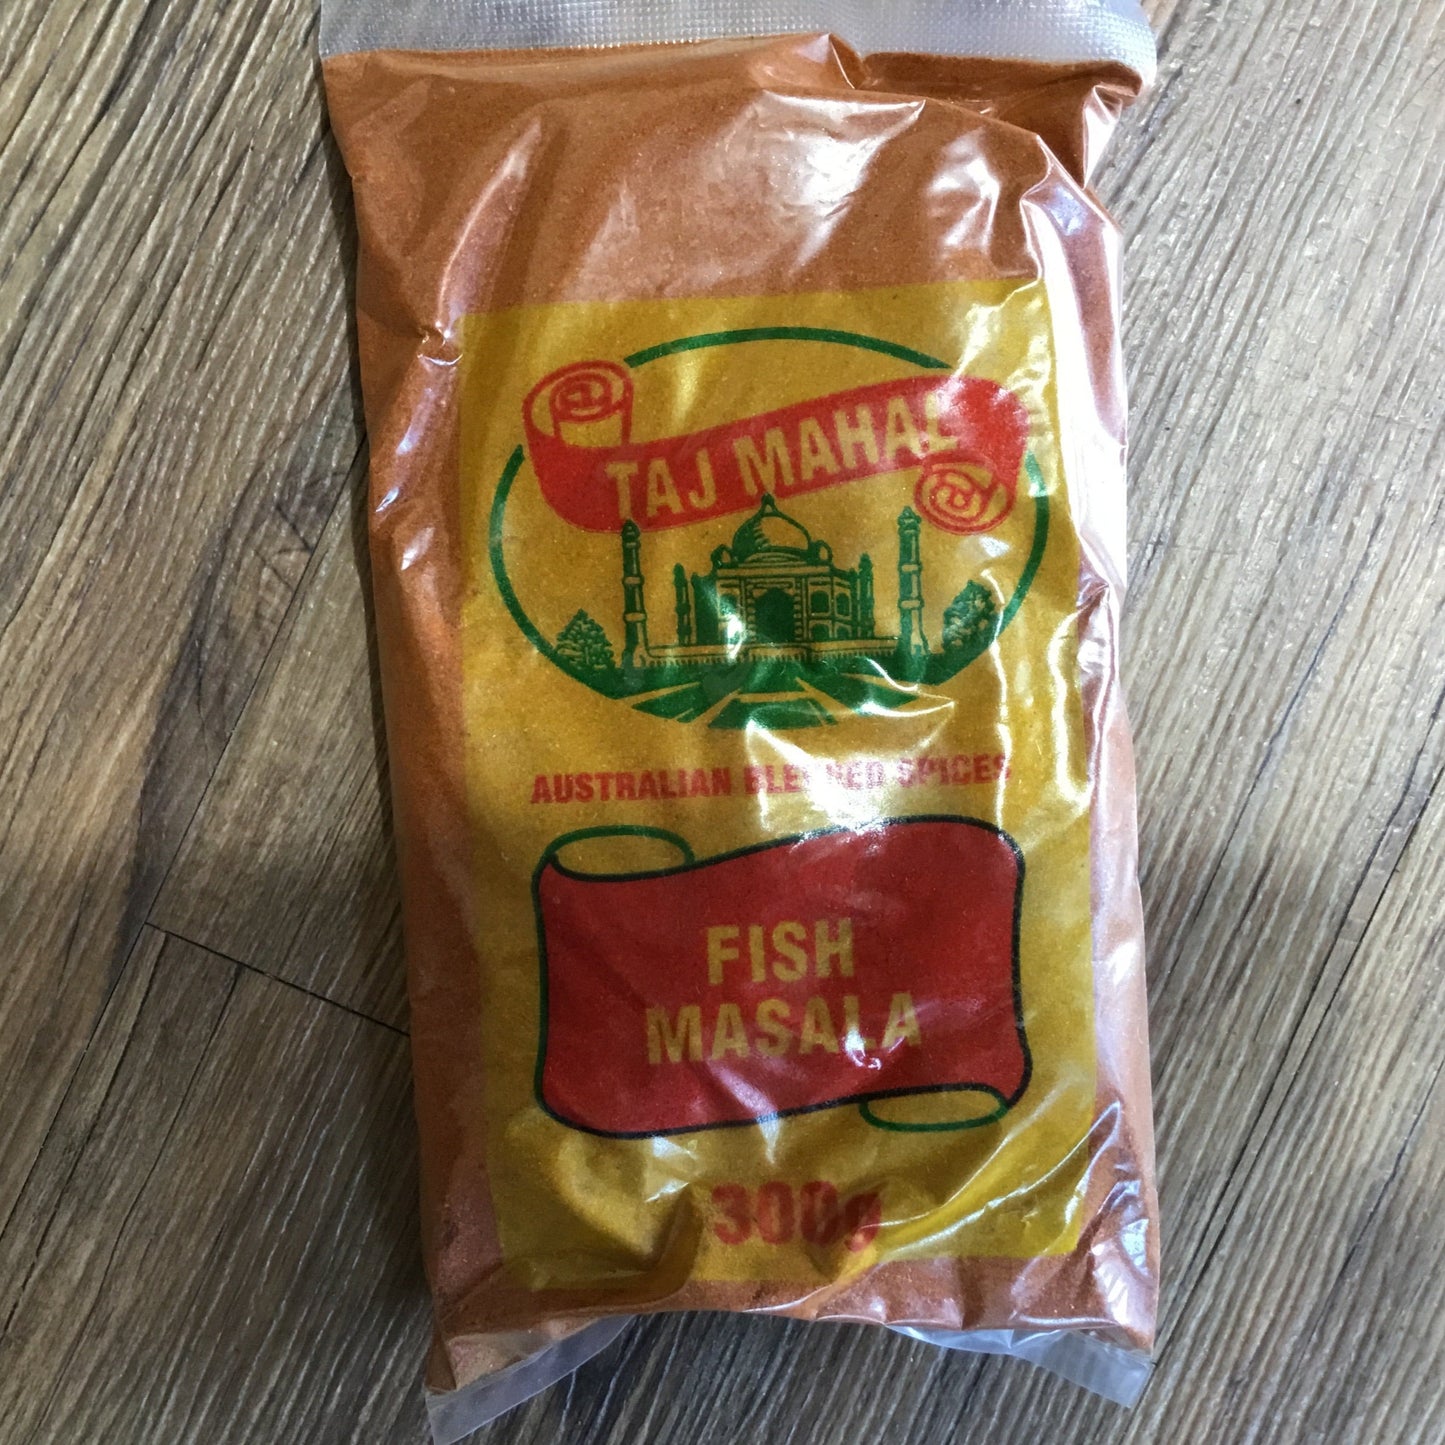 TAJ MAHAL
AUSTRALIAN BLENDED SPICES
FISH
MASALA
300g